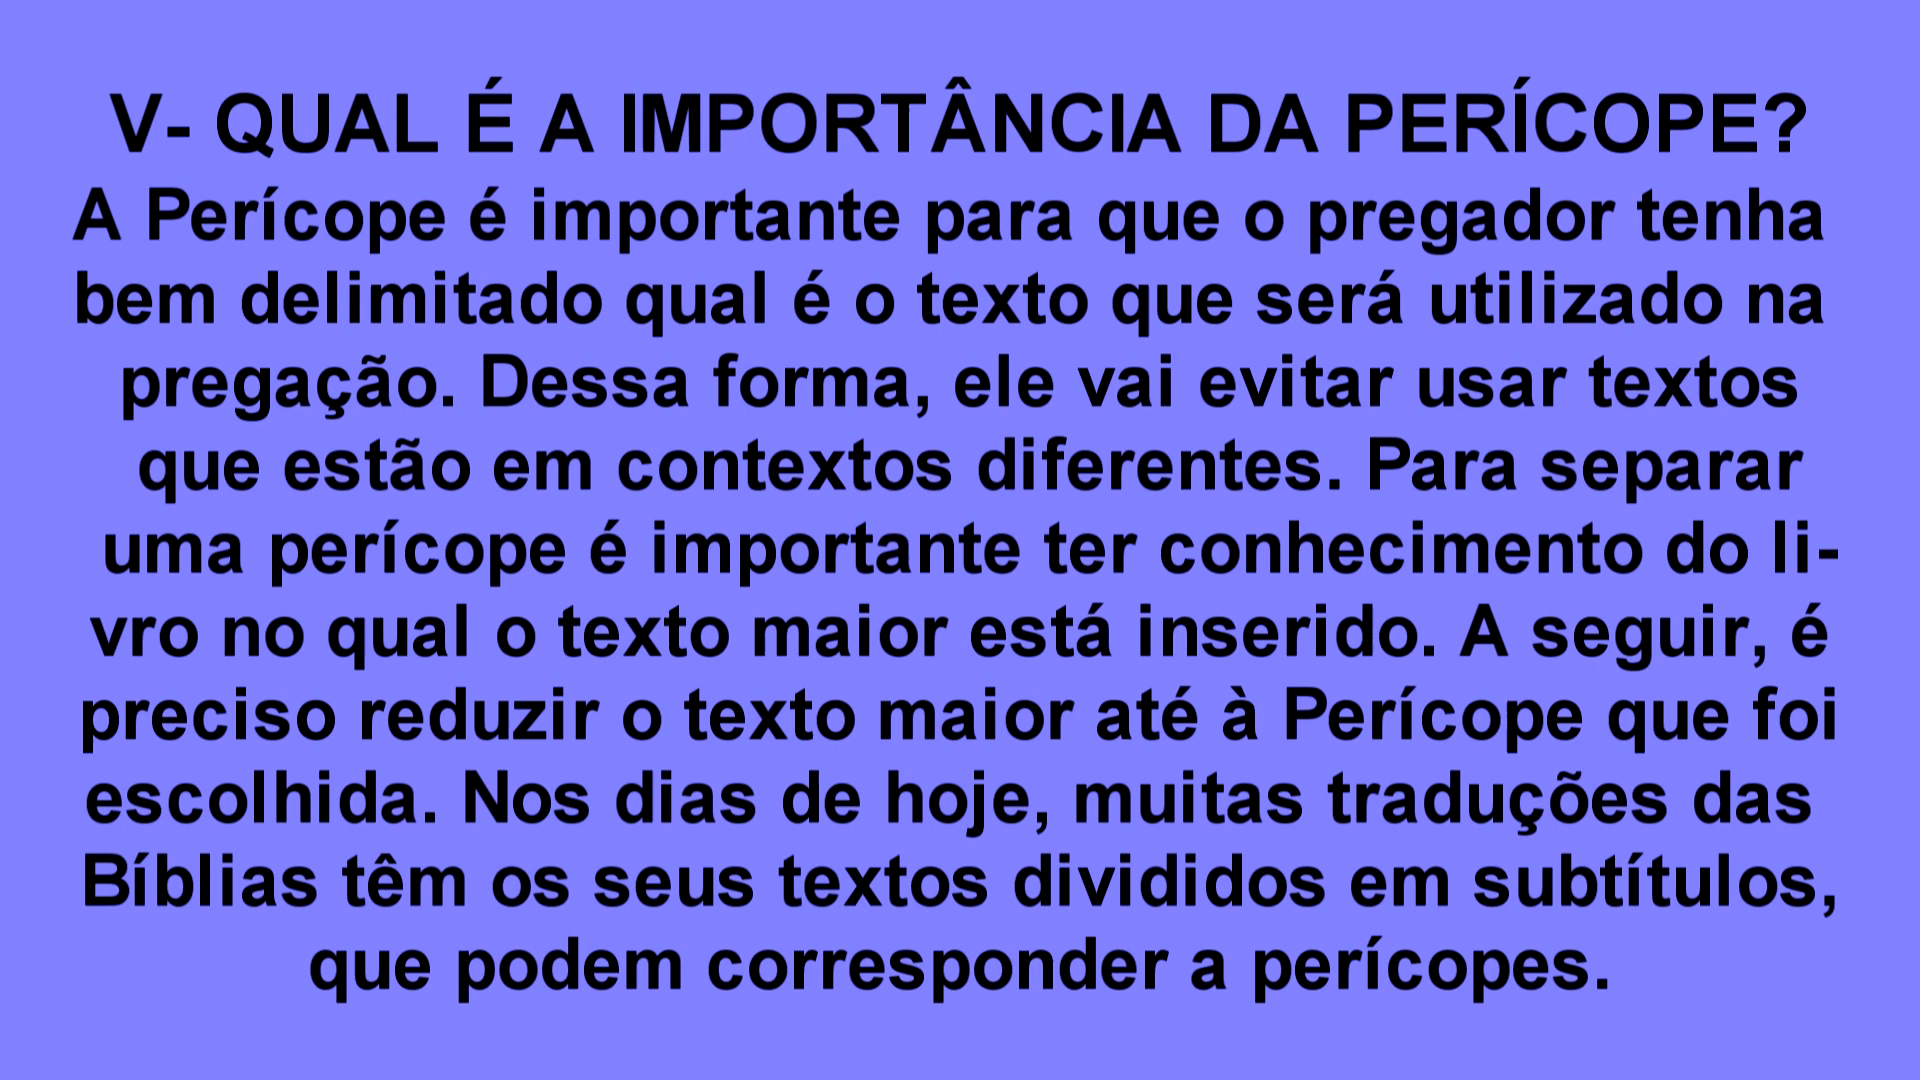 V- QUAL É A IMPORTÂNCIA DA PERÍCOPE?
A Perícope é importante para que o pregador tenha
bem delimitado qual é o texto que será utilizado na
pregação. Dessa forma, ele vai evitar usar textos
que estão em contextos diferentes. Para separar
uma perícope é importante ter conhecimento do li-
vro no qual o texto maior está inserido. A seguir, é
preciso reduzir o texto maior até à Perícope que foi
escolhida. Nos dias de hoje, muitas traduções das
Bíblias têm os seus textos divididos em subtítulos,
que podem corresponder a perícopes.